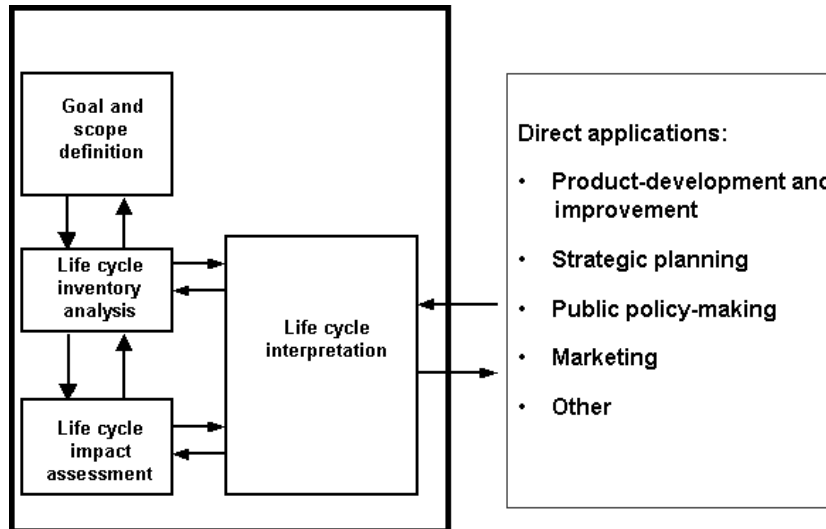 Goal and
scope
definition
Life cycle
inventory
analysis
Life cycle
impact
assessment
Life cycle
interpretation
Direct applications:
• Product-development and
improvement
• Strategic planning
• Public policy-making
• Marketing
• Other